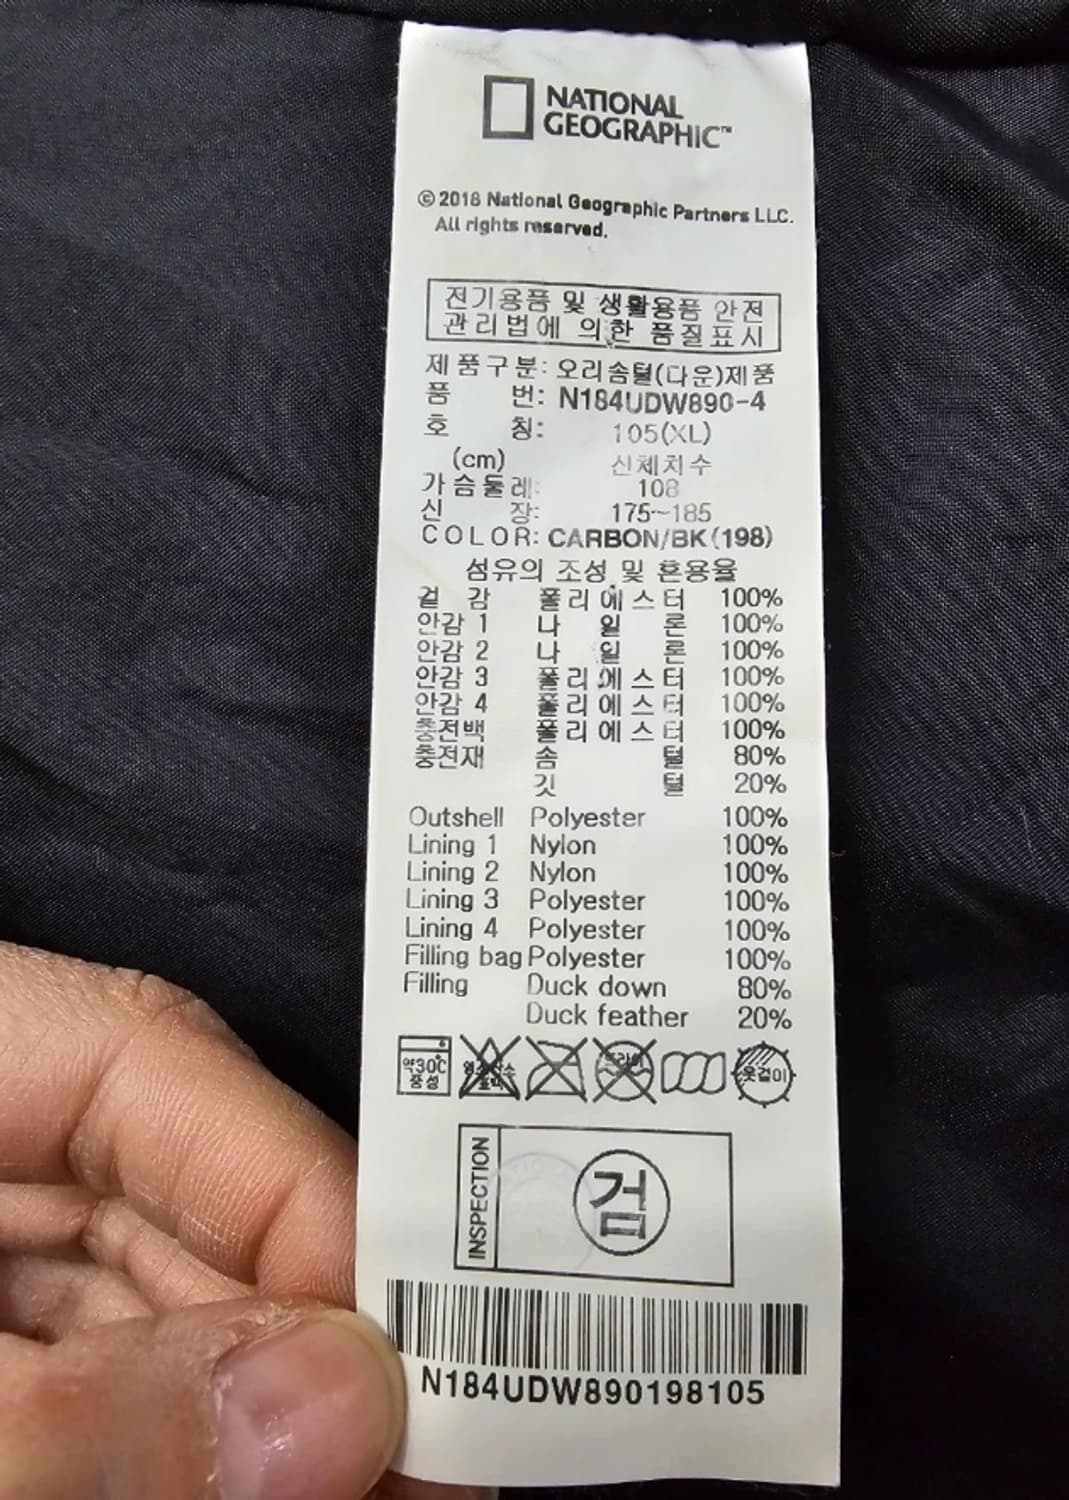 NATIONAL
GEOGRAPHIC™
© 2018 National Geographic Partners LLC.
All rights reserved.
전기용품 및 생활용품 안전
관리법에 의한 품질표시
제품구분: 오리솜털(다운)제품
품 번: N184UDW890-4
호 칭: 105(XL)
(cm) 신체치수
가슴둘레: 108
신 장: 175~185
COLOR: CARBON/BK(198)
섬유의 조성 및 혼용율
겉 감 폴리에스터 100%
안감 1 나 일 론 100%
안감 2 나 일 론 100%
안감 3 폴리에스터 100%
안감 4 폴리에스터 100%
충전백 폴리에스터 100%
충전재 솜 털 80%
깃 털 20%
Outshell Polyester 100%
Lining 1 Nylon 100%
Lining 2 Nylon 100%
Lining 3 Polyester 100%
Lining 4 Polyester 100%
Filling bag Polyester 100%
Filling Duck down 80%
Duck feather 20%
약30℃ 중성 염소산소 표백 드라이 옷걸이
INSPECTION 검
N184UDW890198105